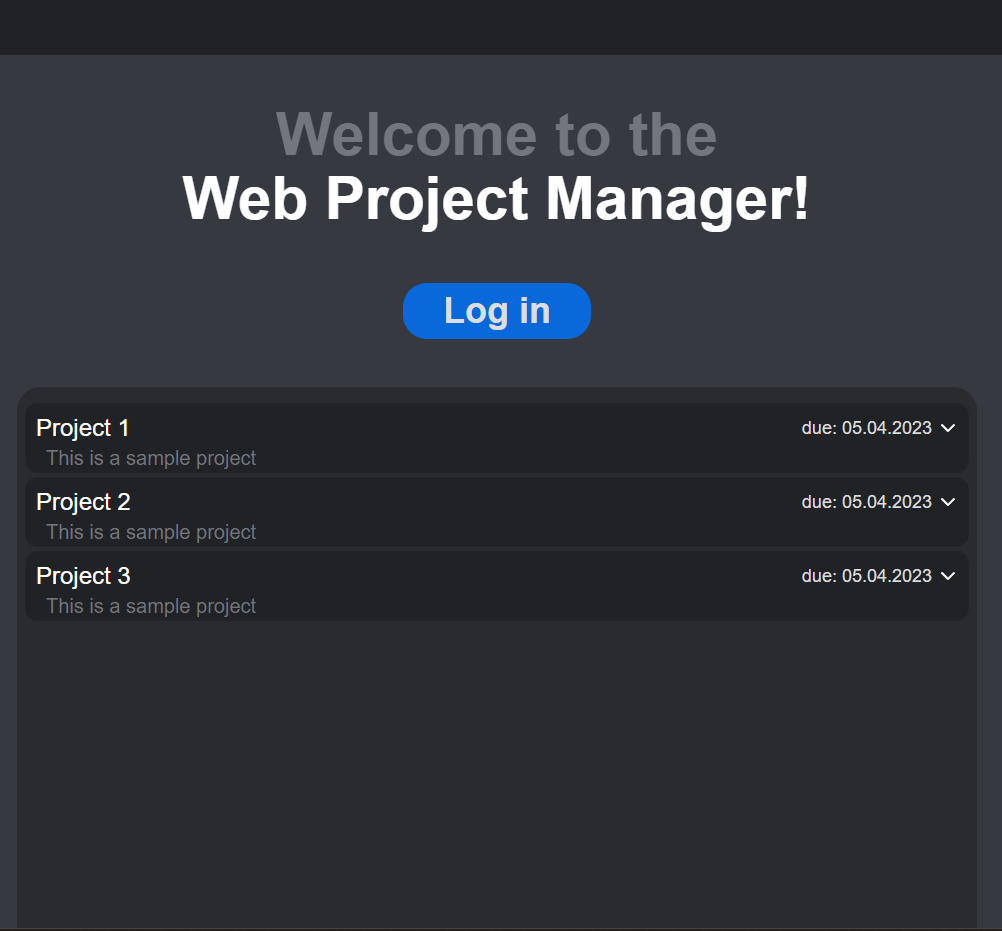 Welcome to the
Web Project Manager!
Log in
Project 1
due: 05.04.2023
This is a sample project
Project 2
due: 05.04.2023
This is a sample project
Project 3
due: 05.04.2023
This is a sample project